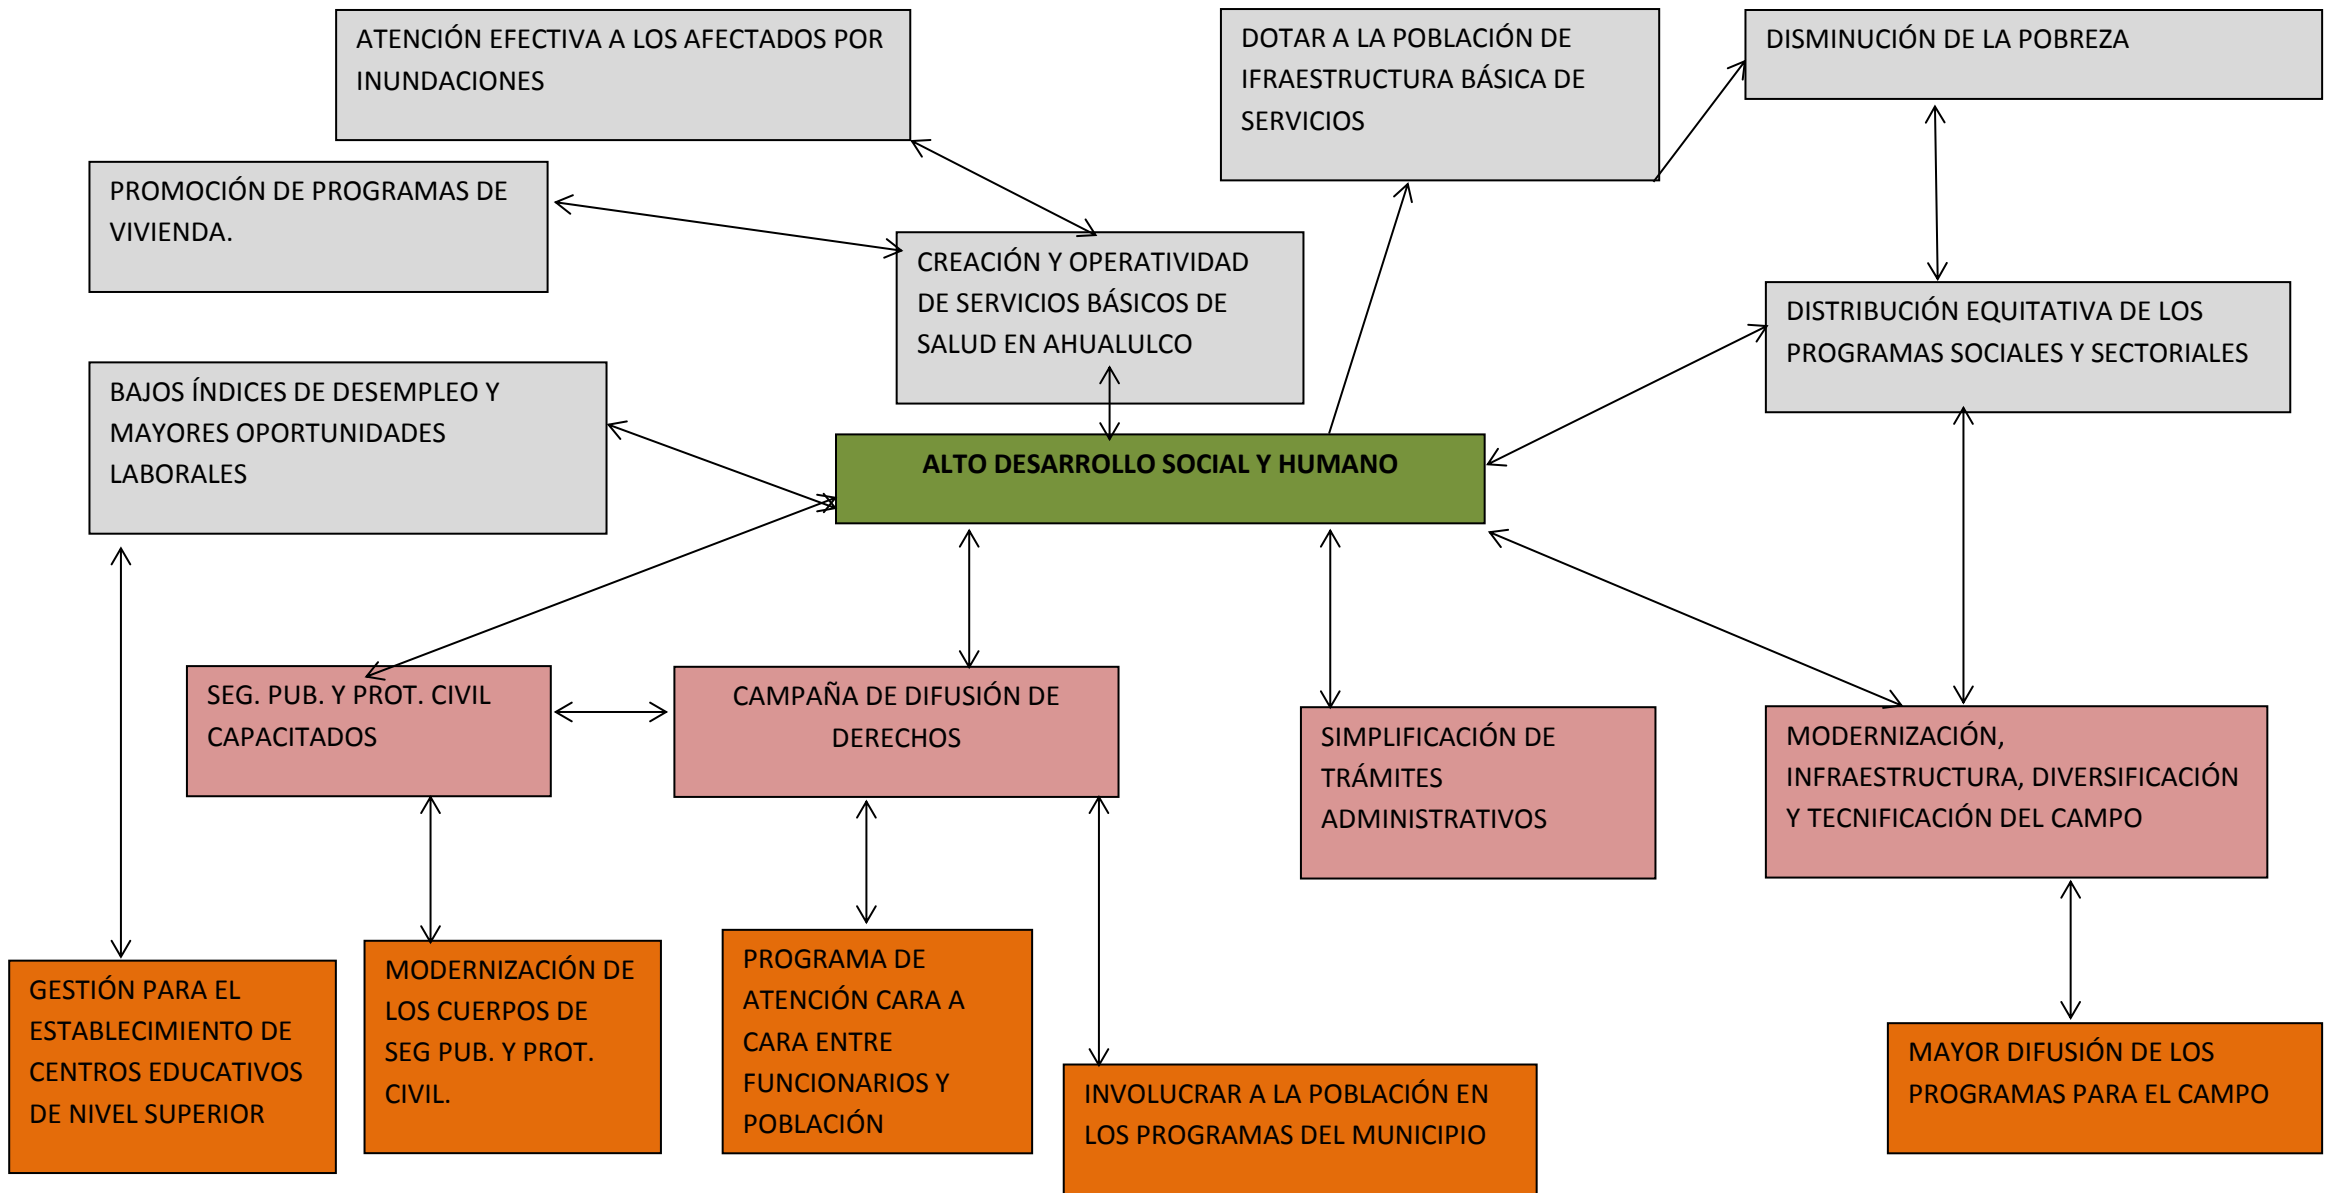 ATENCIÓN EFECTIVA A LOS AFECTADOS POR
INUNDACIONES
DOTAR A LA POBLACIÓN DE
IFRAESTRUCTURA BÁSICA DE
SERVICIOS
DISMINUCIÓN DE LA POBREZA
PROMOCIÓN DE PROGRAMAS DE
VIVIENDA.
CREACIÓN Y OPERATIVIDAD
DE SERVICIOS BÁSICOS DE
SALUD EN AHUALULCO
DISTRIBUCIÓN EQUITATIVA DE LOS
PROGRAMAS SOCIALES Y SECTORIALES
BAJOS ÍNDICES DE DESEMPLEO Y
MAYORES OPORTUNIDADES
LABORALES
ALTO DESARROLLO SOCIAL Y HUMANO
SEG. PUB. Y PROT. CIVIL
CAPACITADOS
CAMPAÑA DE DIFUSIÓN DE
DERECHOS
SIMPLIFICACIÓN DE
TRÁMITES
ADMINISTRATIVOS
MODERNIZACIÓN,
INFRAESTRUCTURA, DIVERSIFICACIÓN
Y TECNIFICACIÓN DEL CAMPO
GESTIÓN PARA EL
ESTABLECIMIENTO DE
CENTROS EDUCATIVOS
DE NIVEL SUPERIOR
MODERNIZACIÓN DE
LOS CUERPOS DE
SEG PUB. Y PROT.
CIVIL.
PROGRAMA DE
ATENCIÓN CARA A
CARA ENTRE
FUNCIONARIOS Y
POBLACIÓN
INVOLUCRAR A LA POBLACIÓN EN
LOS PROGRAMAS DEL MUNICIPIO
MAYOR DIFUSIÓN DE LOS
PROGRAMAS PARA EL CAMPO